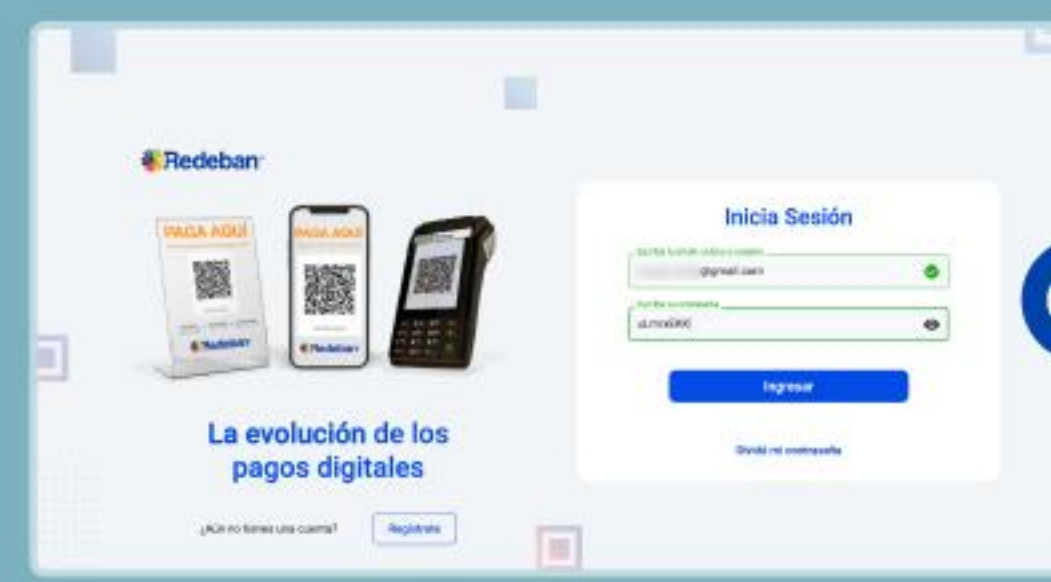 Redeban
PAGA AQUÍ
PAGA AQUÍ
Redeban
Redeban
La evolución de los
pagos digitales
¿Aún no tienes una cuenta?
Regístrate
Inicia Sesión
@gmail.com
Ingresar
Olvidé mi contraseña